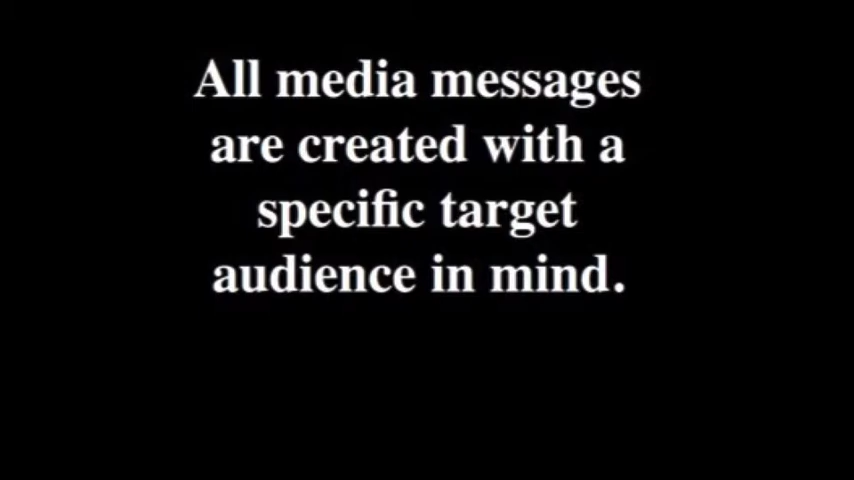 All media messages
are created with a
specific target
audience in mind.